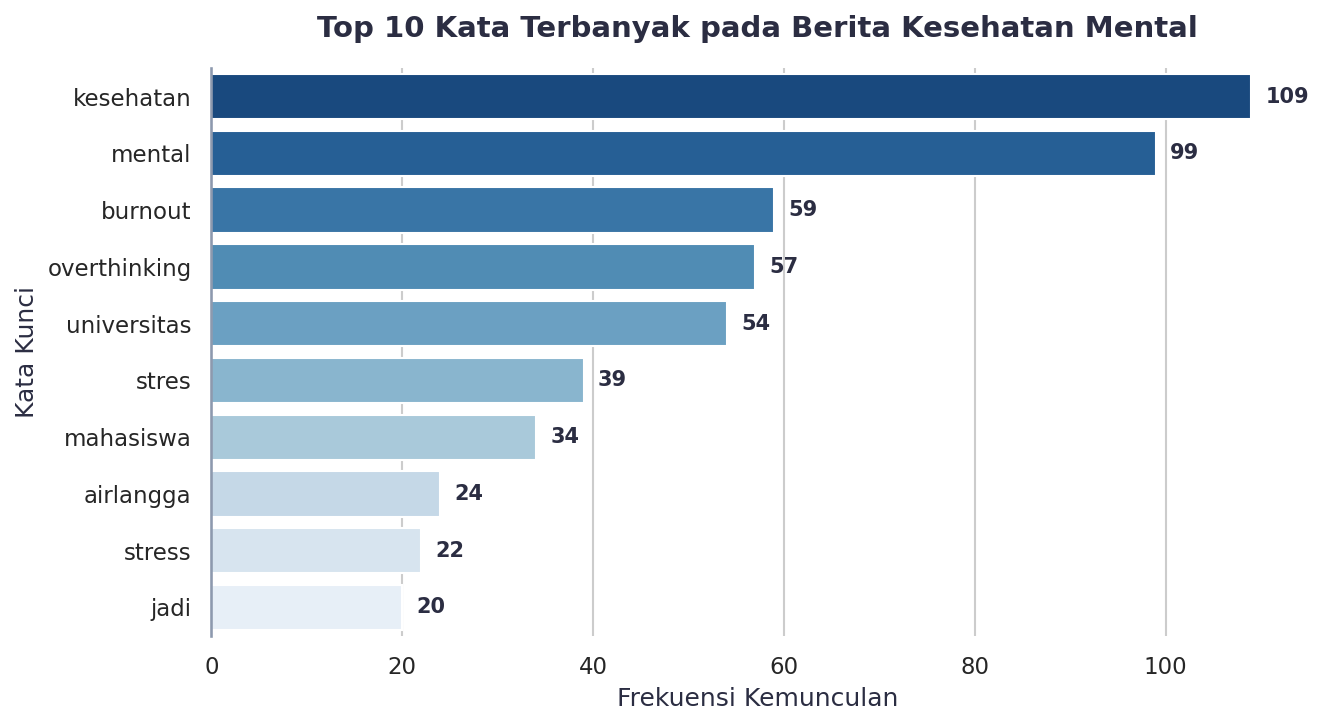 Top 10 Kata Terbanyak pada Berita Kesehatan Mental
Kata Kunci
kesehatan 109
mental 99
burnout 59
overthinking 57
universitas 54
stres 39
mahasiswa 34
airlangga 24
stress 22
jadi 20
0 20 40 60 80 100
Frekuensi Kemunculan